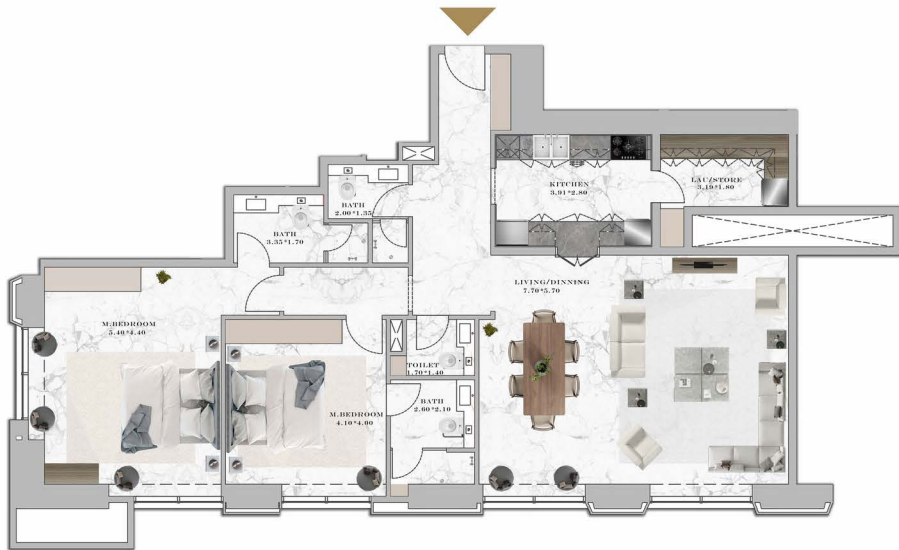 KITCHEN
3.91*2.80
LAU/STORE
3.19*1.80
BATH
2.00*1.35
BATH
3.35*1.70
LIVING/DINNING
7.70*5.70
M.BEDROOM
5.40*4.40
TOILET
1.70*1.40
BATH
2.60*2.10
M.BEDROOM
4.10*4.00